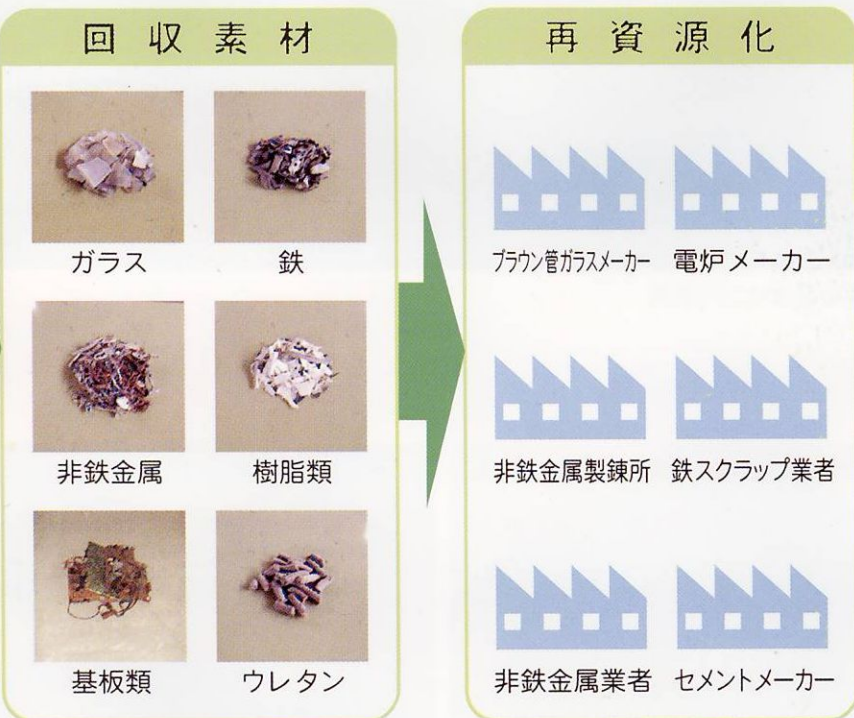 回収素材
再資源化
ガラス
鉄
非鉄金属
樹脂類
基板類
ウレタン
ブラウン管ガラスメーカー
電炉メーカー
非鉄金属製錬所
鉄スクラップ業者
非鉄金属業者
セメントメーカー